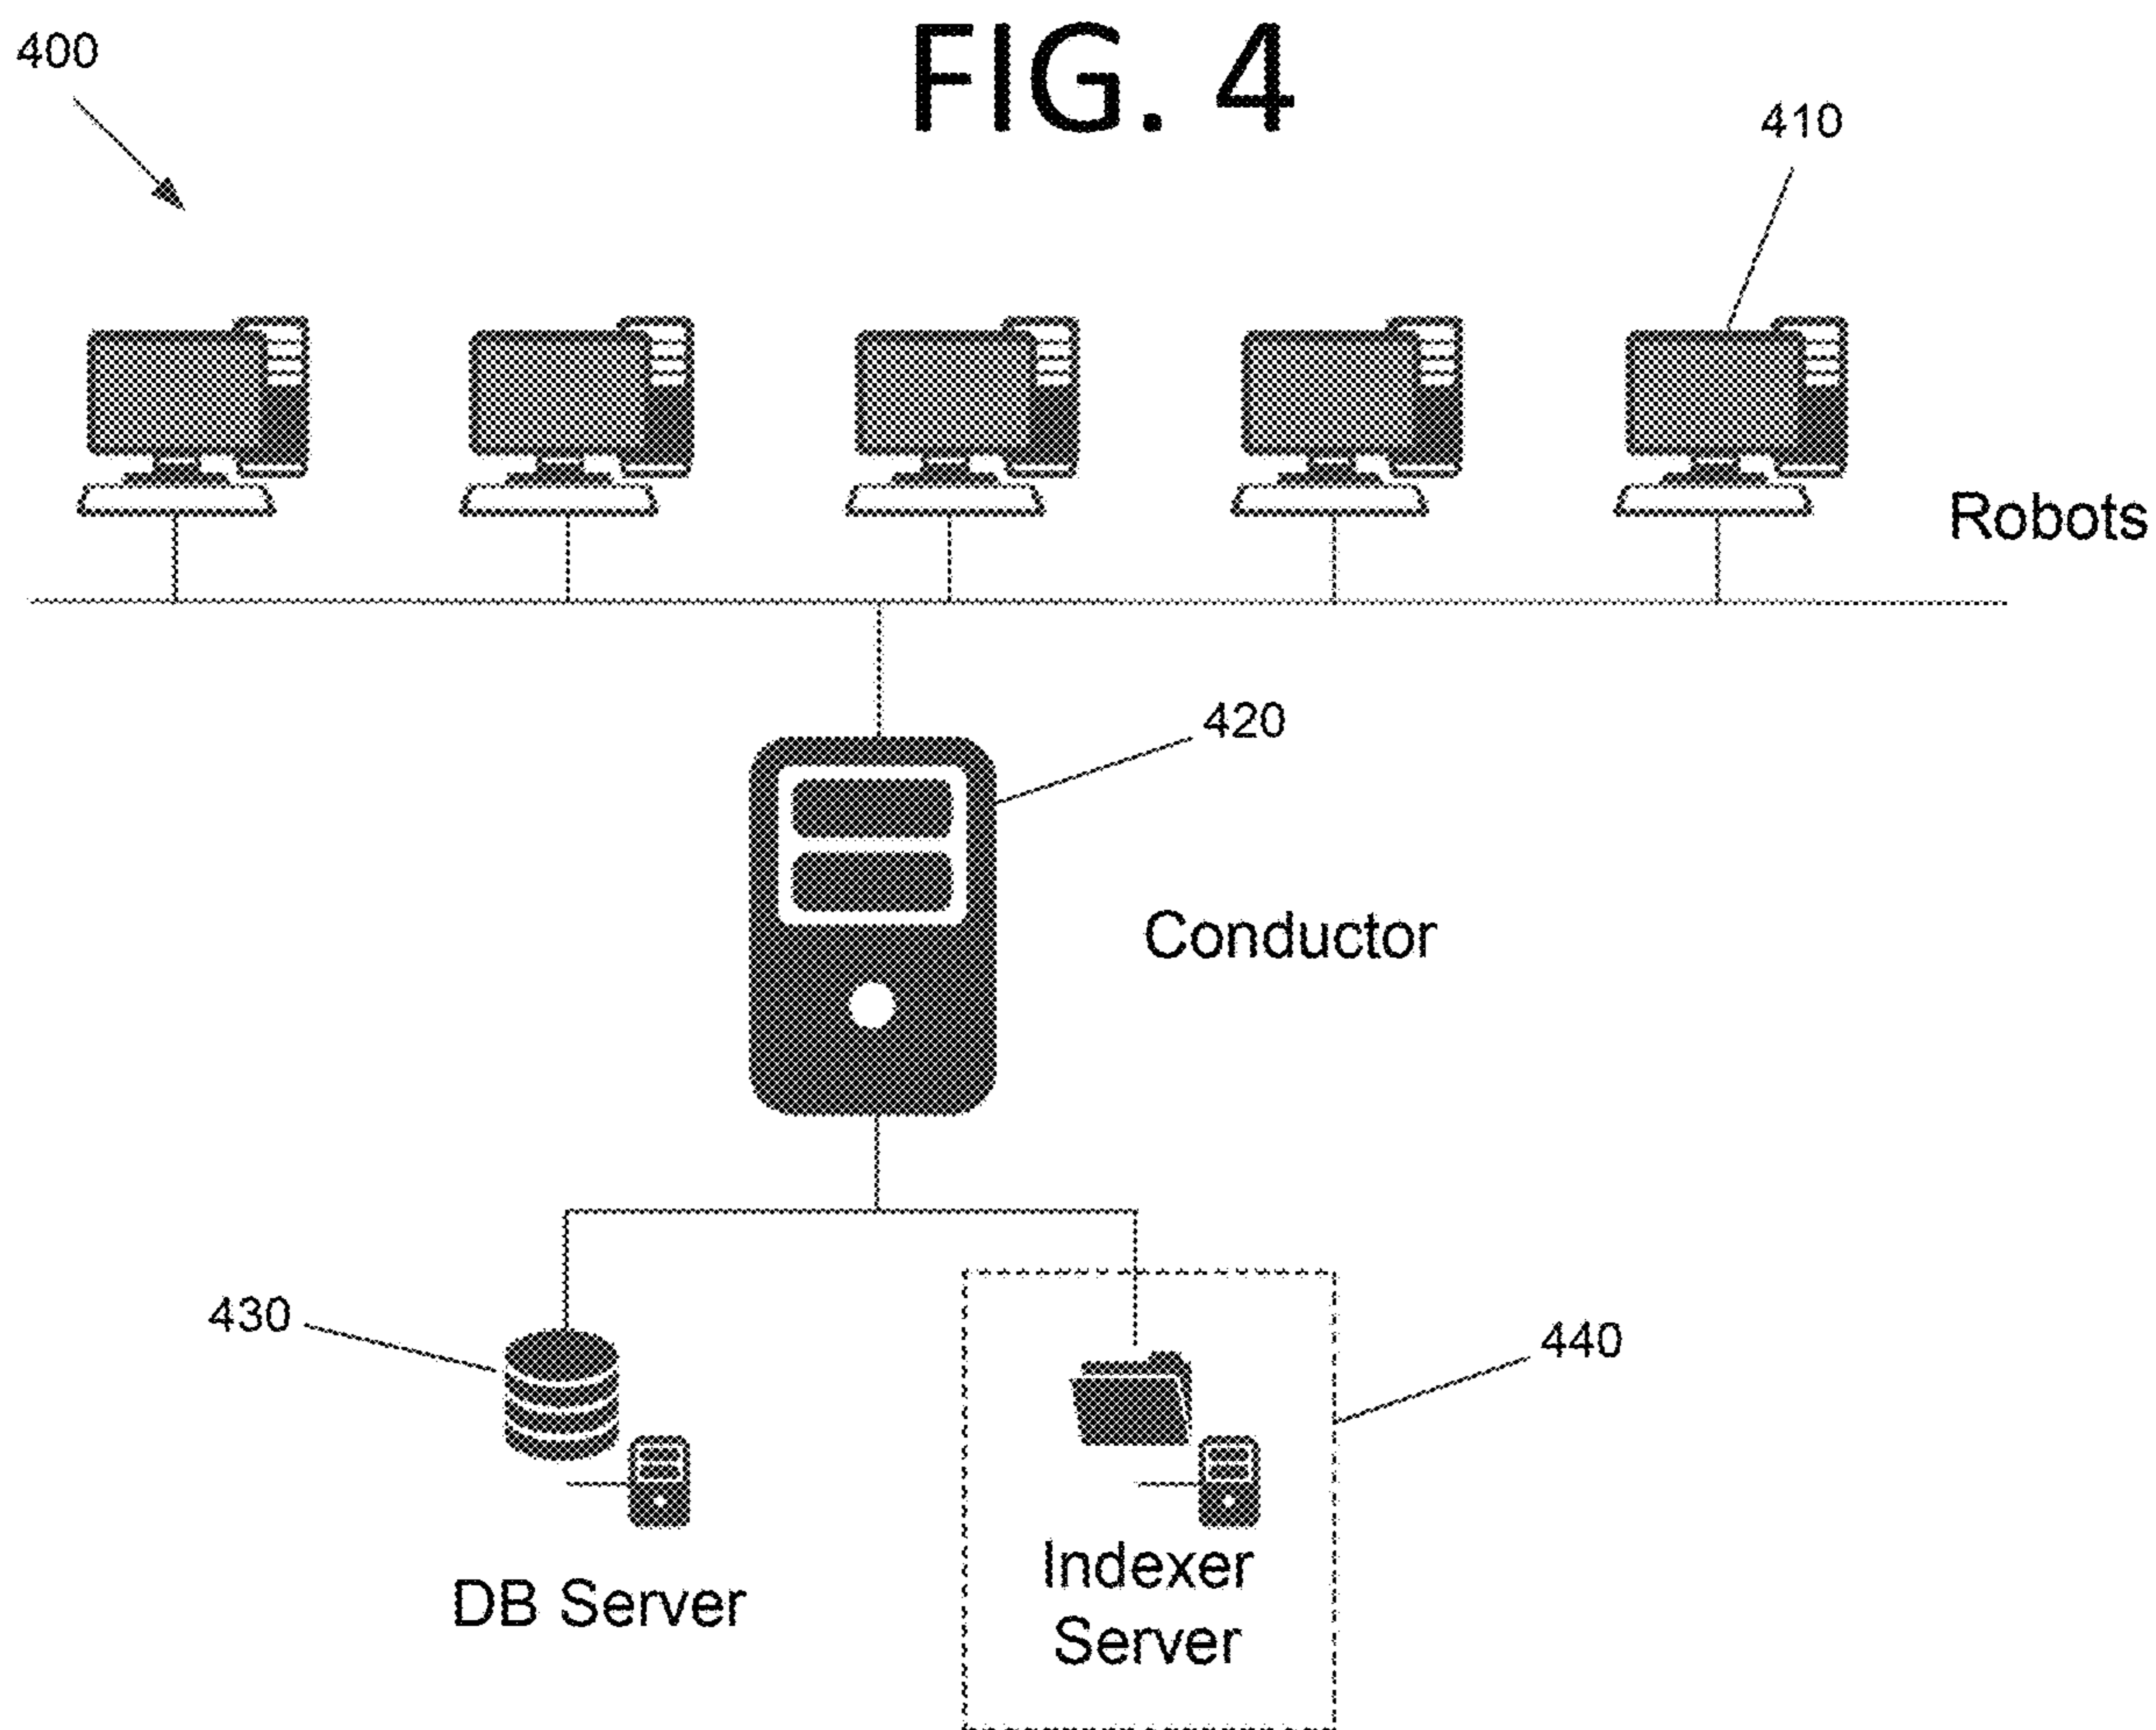 FIG. 4
400
410
Robots
420
Conductor
430
440
DB Server
Indexer
Server